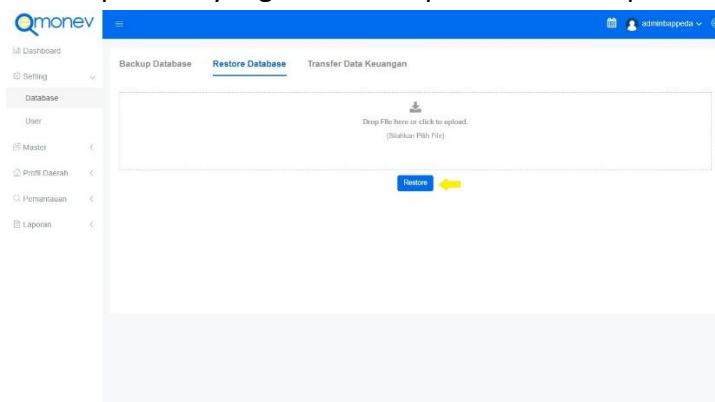 Qmonev
adminbappeda
Dashboard
Setting
Database
User
Master
Profil Daerah
Pemantauan
Laporan
Backup Database Restore Database Transfer Data Keuangan
Drop File here or click to upload.
(Silahkan Pilih File)
Restore